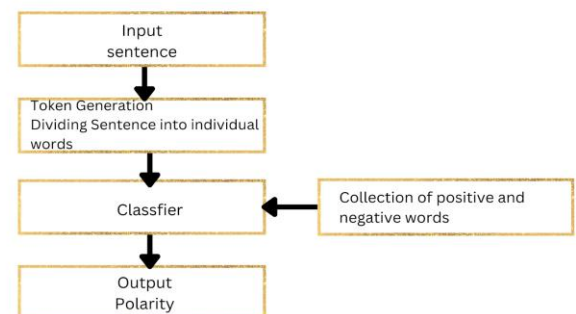 Input
sentence
Token Generation
Dividing Sentence into individual
words
Classfier
Collection of positive and
negative words
Output
Polarity